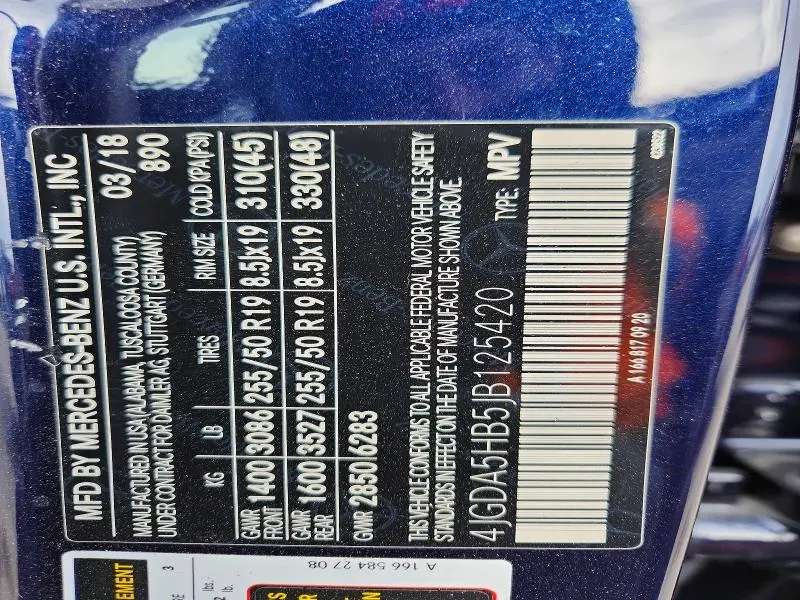 MFD BY MERCEDES-BENZ U.S. INTL., INC
03/18
MANUFACTURED IN USA (ALABAMA, TUSCALOOSA COUNTY)
UNDER CONTRACT FOR DAIMLER AG, STUTTGART (GERMANY) 890
KG LB TIRES RIM SIZE COLD KPA(PSI)
GAWR FRONT 1400 3086 255/50 R19 8.5Jx19 310(45)
GAWR REAR 1600 3527 255/50 R19 8.5Jx19 330(48)
GVWR 2850 6283
THIS VEHICLE CONFORMS TO ALL APPLICABLE FEDERAL MOTOR VEHICLE SAFETY
STANDARDS IN EFFECT ON THE DATE OF MANUFACTURE SHOWN ABOVE.
4JGDA5HB5JB125420 TYPE: MPV
A 166 817 09 20
A 166 584 27 08
3
lbs.
lb.